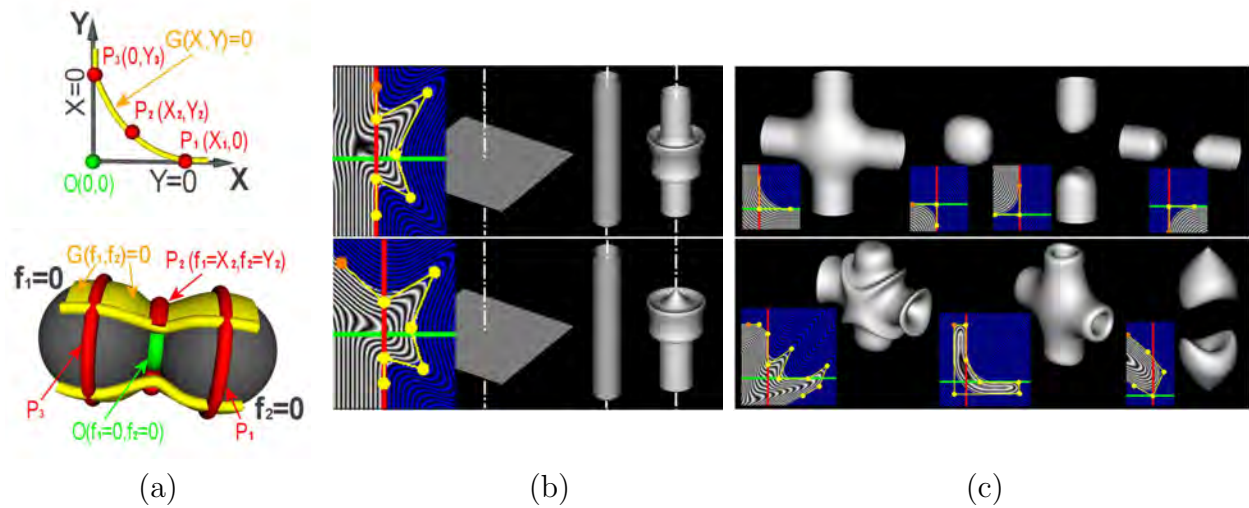 Y
G(X,Y)=0
P₃(0,Y₃)
X=0
P₂(X₂,Y₂)
P₁(X₁,0)
O(0,0)
Y=0
X
G(f₁,f₂)=0
P₂(f₁=X₂,f₂=Y₂)
f₁=0
P₃
f₂=0
P₁
O(f₁=0,f₂=0)
(a)
(b)
(c)